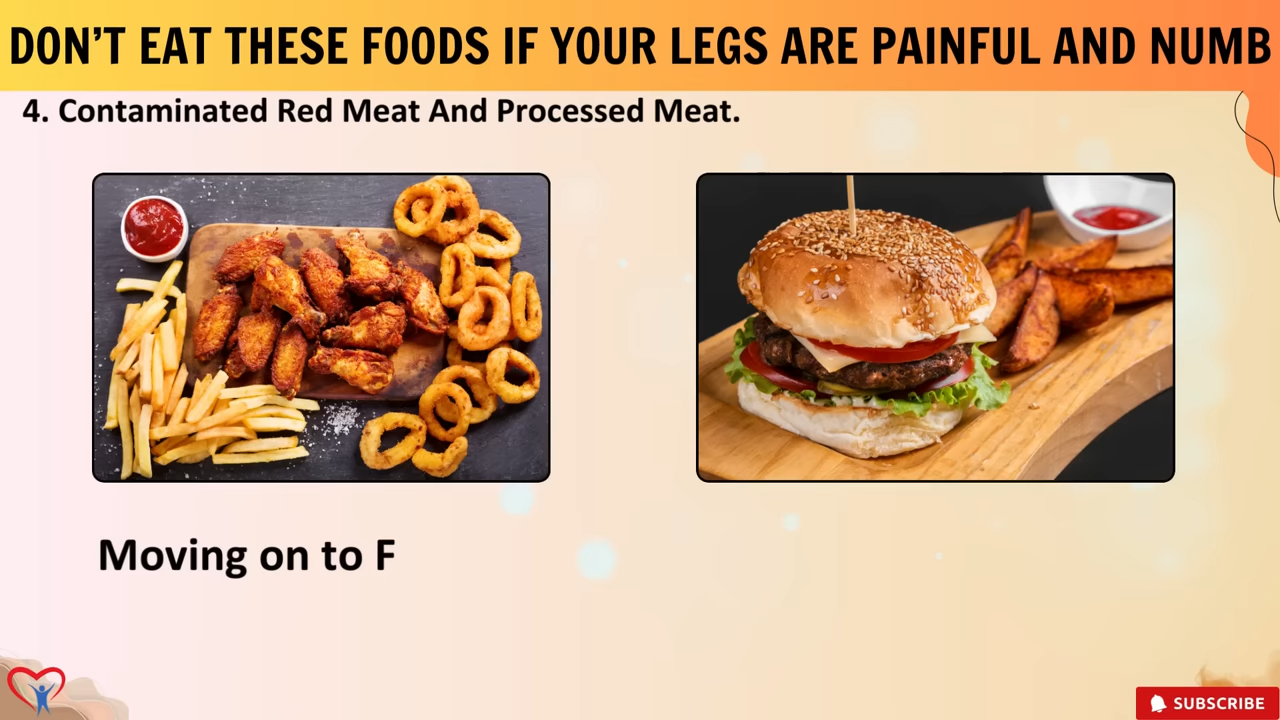 DON'T EAT THESE FOODS IF YOUR LEGS ARE PAINFUL AND NUMB
4. Contaminated Red Meat And Processed Meat.
Moving on to F
SUBSCRIBE